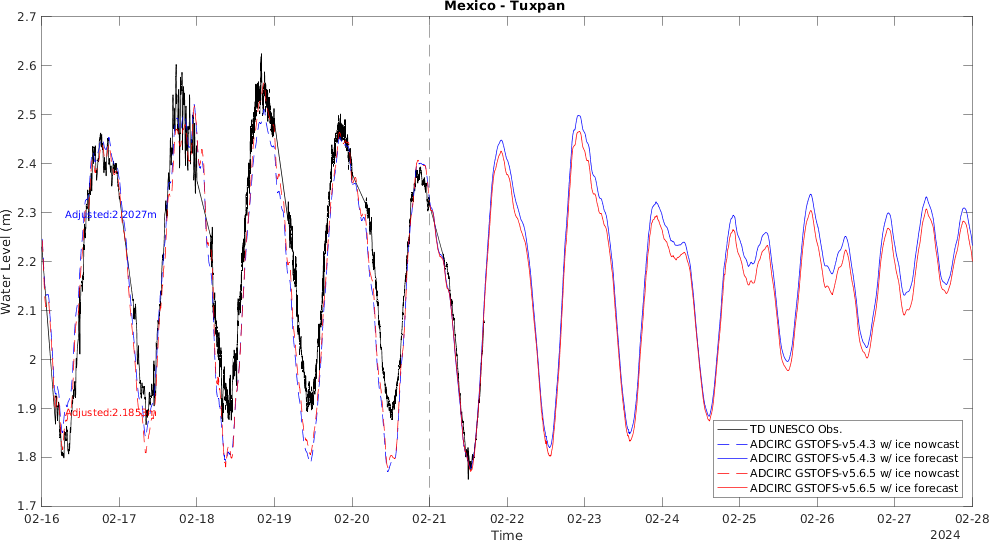 Mexico - Tuxpan
2.7
2.6
2.5
2.4
2.3
2.2
2.1
2
1.9
1.8
1.7
Water Level (m)
Adjusted:2.2027m
TD UNESCO Obs.
ADCIRC GSTOFS-v5.4.3 w/ ice nowcast
ADCIRC GSTOFS-v5.4.3 w/ ice forecast
ADCIRC GSTOFS-v5.6.5 w/ ice nowcast
ADCIRC GSTOFS-v5.6.5 w/ ice forecast
02-16 02-17 02-18 02-19 02-20 02-21 02-22 02-23 02-24 02-25 02-26 02-27 02-28
Time
2024